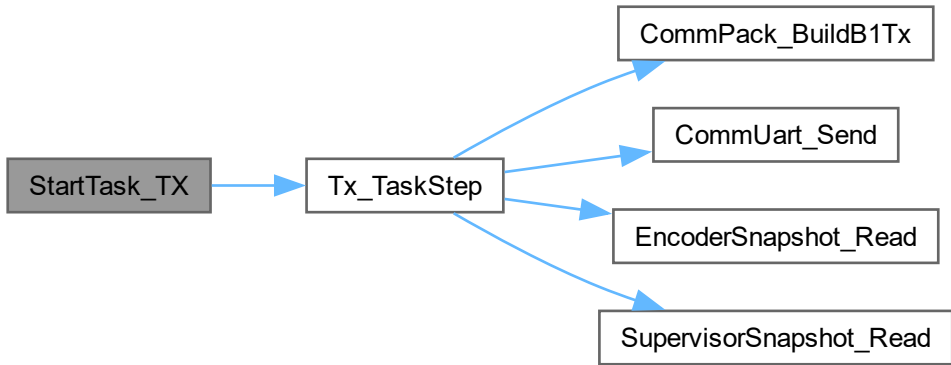 StartTask_TX
Tx_TaskStep
CommPack_BuildB1Tx
CommUart_Send
EncoderSnapshot_Read
SupervisorSnapshot_Read